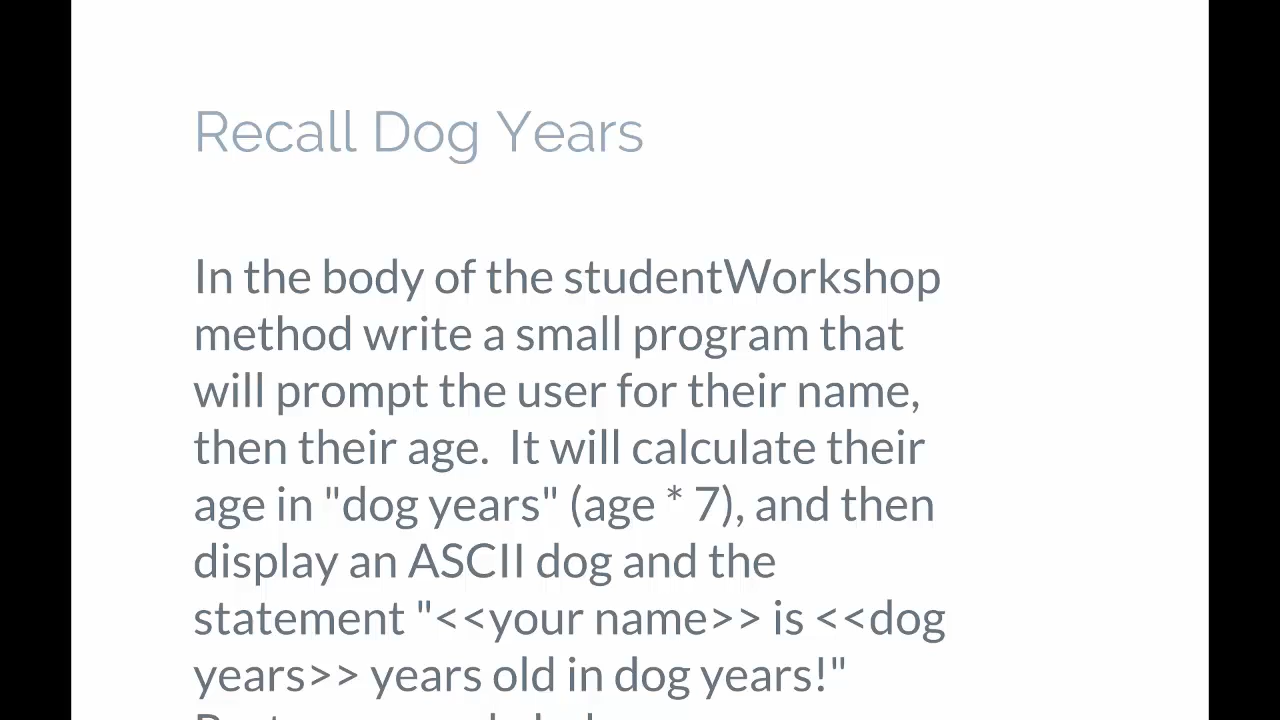 Recall Dog Years
In the body of the studentWorkshop
method write a small program that
will prompt the user for their name,
then their age.  It will calculate their
age in "dog years" (age * 7), and then
display an ASCII dog and the
statement "<<your name>> is <<dog
years>> years old in dog years!"